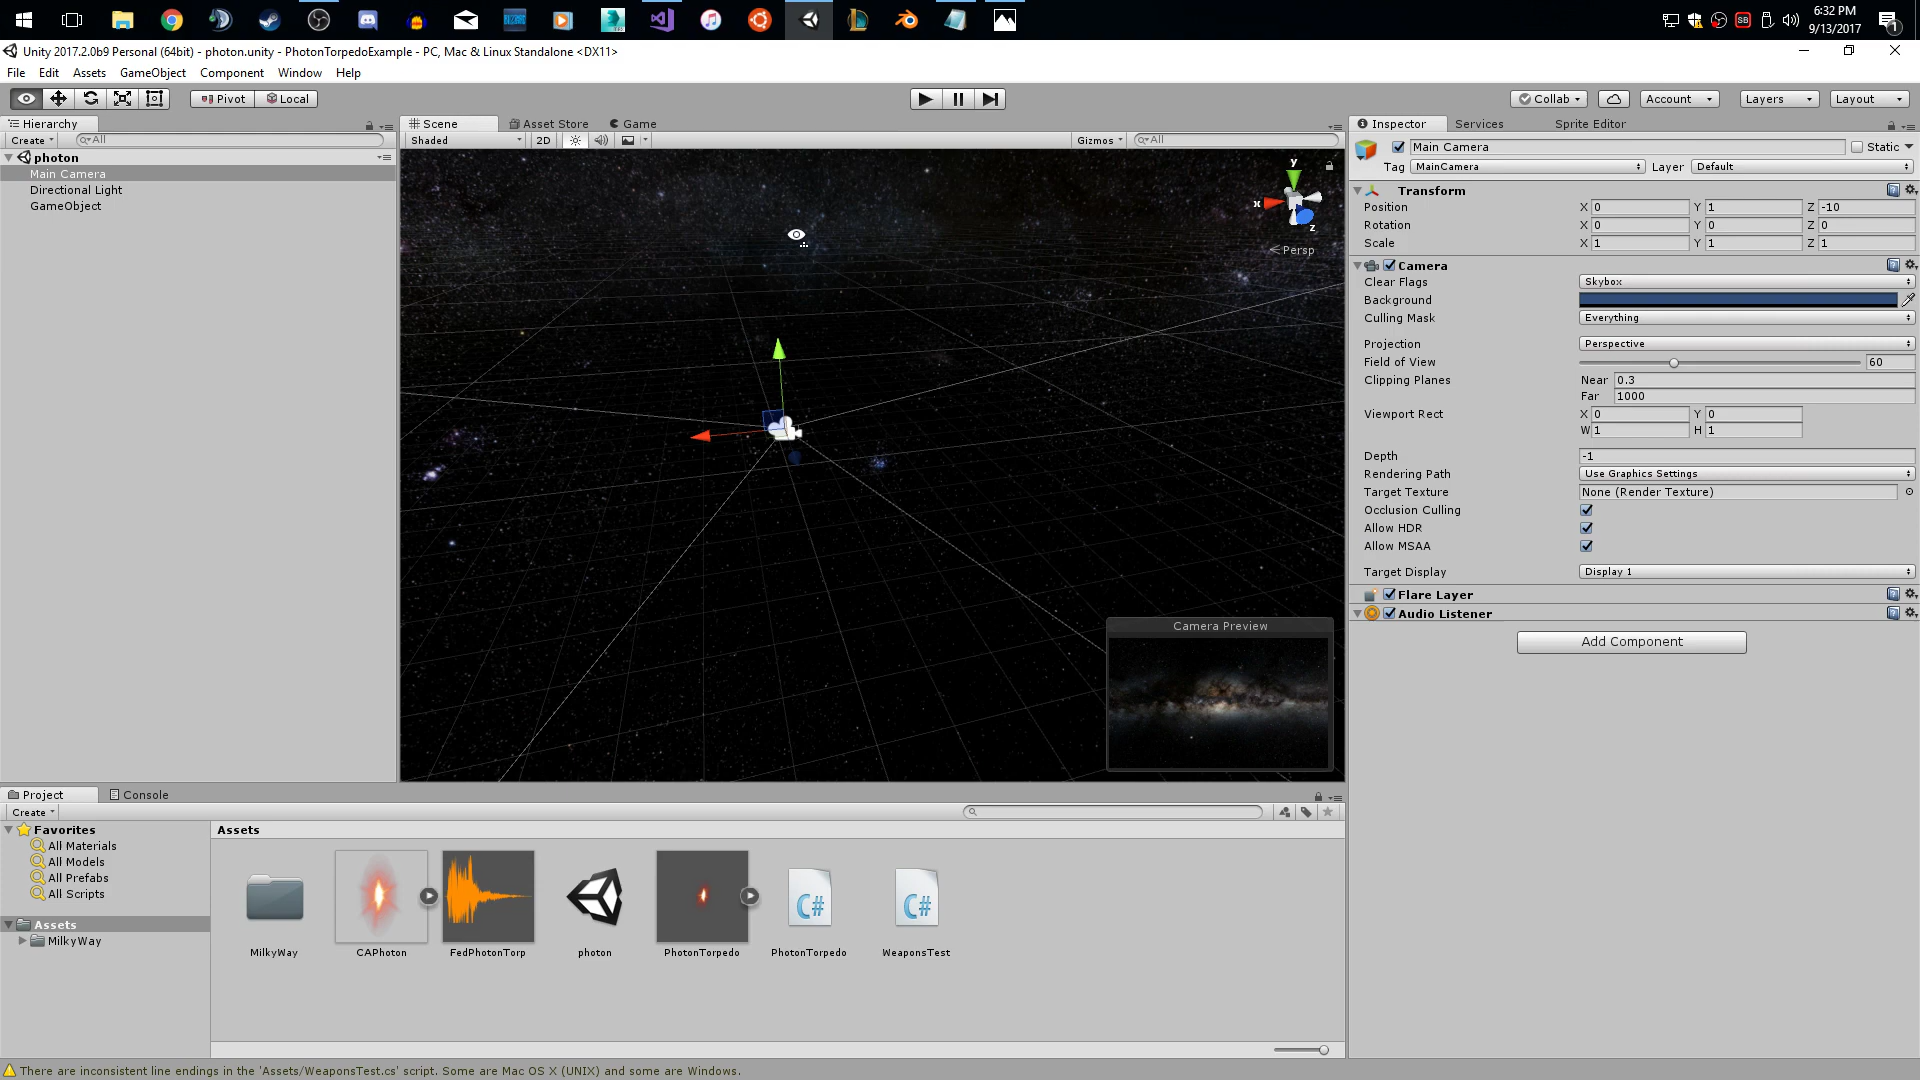 6:32 PM
9/13/2017
1
SB
Unity 2017.2.0b9 Personal (64bit) - photon.unity - PhotonTorpedoExample - PC, Mac & Linux Standalone <DX11>
File Edit Assets GameObject Component Window Help
Pivot Local Collab Account Layers Layout
Hierarchy
Create All
photon
Main Camera
Directional Light
GameObject
Scene Asset Store Game
Shaded 2D Gizmos All
y
x
z
Persp
Camera Preview
Inspector Services Sprite Editor
Main Camera Static
Tag MainCamera Layer Default
Transform
Position X 0 Y 1 Z -10
Rotation X 0 Y 0 Z 0
Scale X 1 Y 1 Z 1
Camera
Clear Flags Skybox
Background
Culling Mask Everything
Projection Perspective
Field of View 60
Clipping Planes Near 0.3
Far 1000
Viewport Rect X 0 Y 0
W 1 H 1
Depth -1
Rendering Path Use Graphics Settings
Target Texture None (Render Texture)
Occlusion Culling
Allow HDR
Allow MSAA
Target Display Display 1
Flare Layer
Audio Listener
Add Component
Project Console
Create
Favorites
All Materials
All Models
All Prefabs
All Scripts
Assets
MilkyWay
Assets
C# C#
MilkyWay CAPhoton FedPhotonTorp photon PhotonTorpedo PhotonTorpedo WeaponsTest
There are inconsistent line endings in the 'Assets/WeaponsTest.cs' script. Some are Mac OS X (UNIX) and some are Windows.